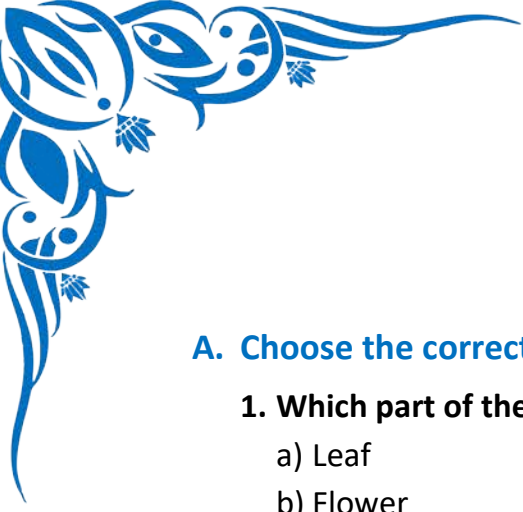 A. Choose the correct
1. Which part of the
a) Leaf
b) Flower